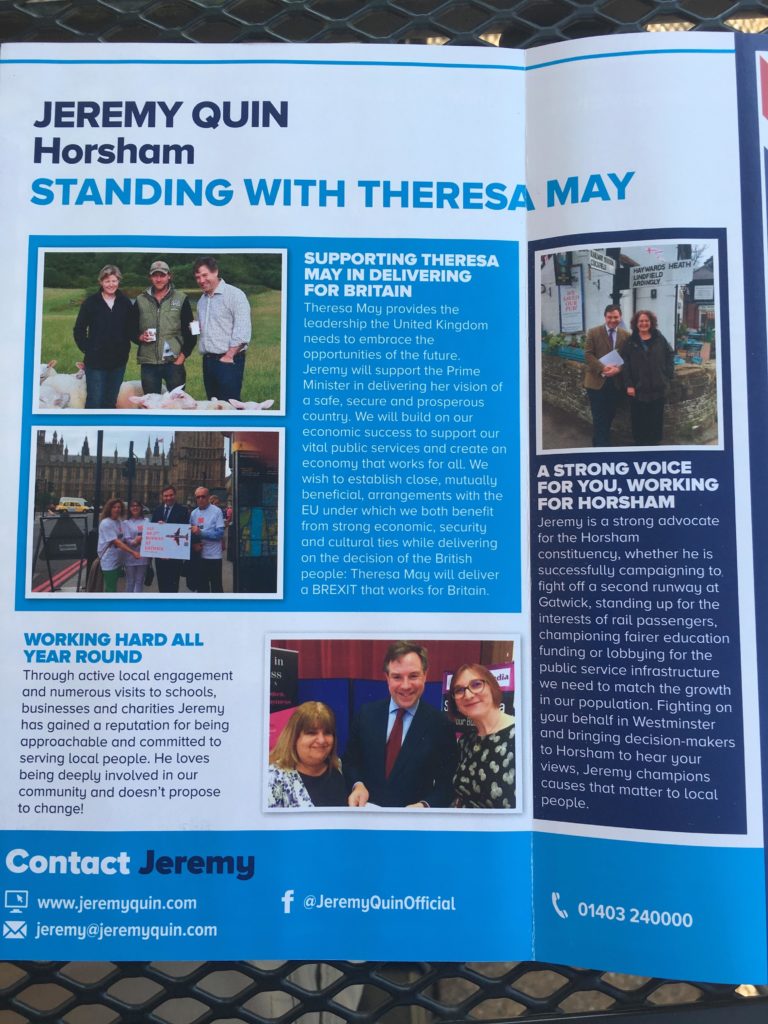 JEREMY QUIN
Horsham
STANDING WITH THERESA MAY
SUPPORTING THERESA
MAY IN DELIVERING
FOR BRITAIN
Theresa May provides the
leadership the United Kingdom
needs to embrace the
opportunities of the future.
Jeremy will support the Prime
Minister in delivering her vision of
a safe, secure and prosperous
country. We will build on our
economic success to support our
vital public services and create an
economy that works for all. We
wish to establish close, mutually
beneficial, arrangements with the
EU under which we both benefit
from strong economic, security
and cultural ties while delivering
on the decision of the British
people: Theresa May will deliver
a BREXIT that works for Britain.
WORKING HARD ALL
YEAR ROUND
Through active local engagement
and numerous visits to schools,
businesses and charities Jeremy
has gained a reputation for being
approachable and committed to
serving local people. He loves
being deeply involved in our
community and doesn't propose
to change!
HAYWARDS HEATH
LINDFIELD
ARDINGLY
A STRONG VOICE
FOR YOU, WORKING
FOR HORSHAM
Jeremy is a strong advocate
for the Horsham
constituency, whether he is
successfully campaigning to
fight off a second runway at
Gatwick, standing up for the
interests of rail passengers,
championing fairer education
funding or lobbying for the
public service infrastructure
we need to match the growth
in our population. Fighting on
your behalf in Westminster
and bringing decision-makers
to Horsham to hear your
views, Jeremy champions
causes that matter to local
people.
Contact Jeremy
www.jeremyquin.com
@JeremyQuinOfficial
01403 240000
jeremy@jeremyquin.com